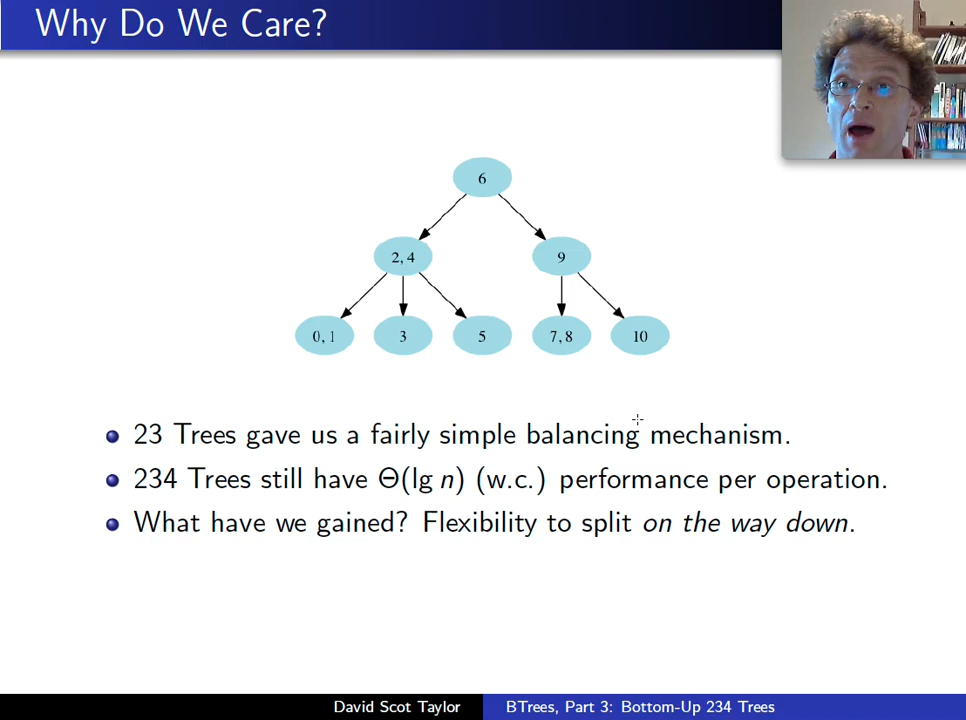 Why Do We Care?
6
2, 4
9
0, 1
3
5
7, 8
10
23 Trees gave us a fairly simple balancing mechanism.
234 Trees still have Θ(lg n) (w.c.) performance per operation.
What have we gained? Flexibility to split on the way down.
David Scot Taylor
BTrees, Part 3: Bottom-Up 234 Trees